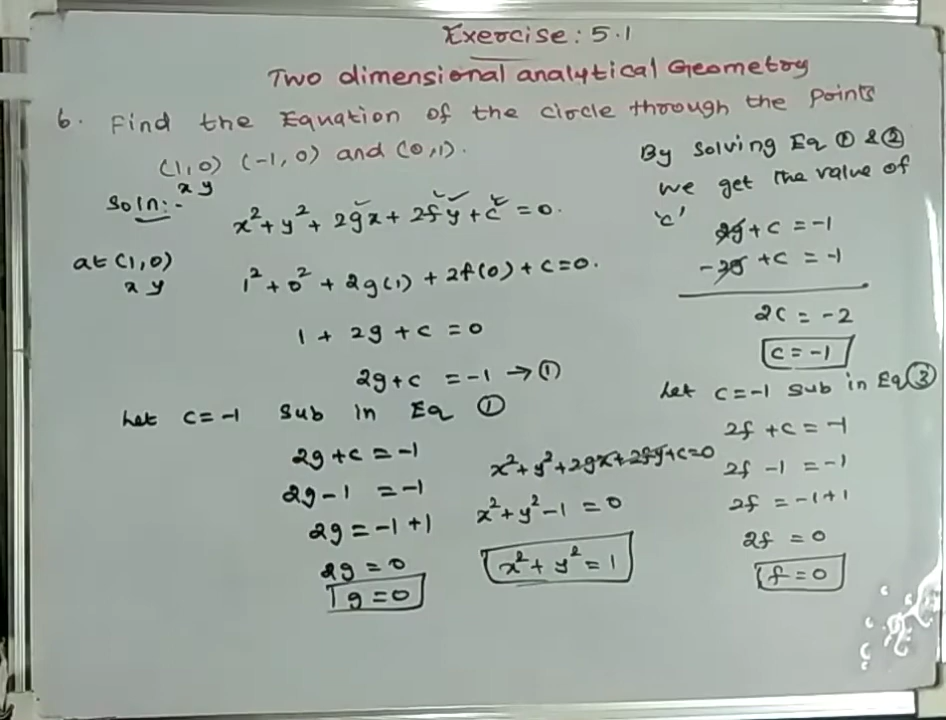 Exercise: 5.1
Two dimensional analytical Geometry
6. Find the Equation of the circle through the points
(1,0) (-1,0) and (0,1).
x y
Soln:-
x²+y²+2gx+2fy+c=0.
at (1,0)
x y
1²+0²+2g(1)+2f(0)+c=0.
1+2g+c=0
2g+c=-1→①
Let c=-1 Sub in Eq ①
2g+c=-1
2g-1=-1
2g=-1+1
2g=0
g=0
x²+y²+2gx+2fy+c=0
x²+y²-1=0
x²+y²=1
By Solving Eq ① & ②
we get the value of
'c'
2g+c=-1
-2g+c=-1
2c=-2
c=-1
Let c=-1 sub in Eq ③
2f+c=-1
2f-1=-1
2f=-1+1
2f=0
f=0